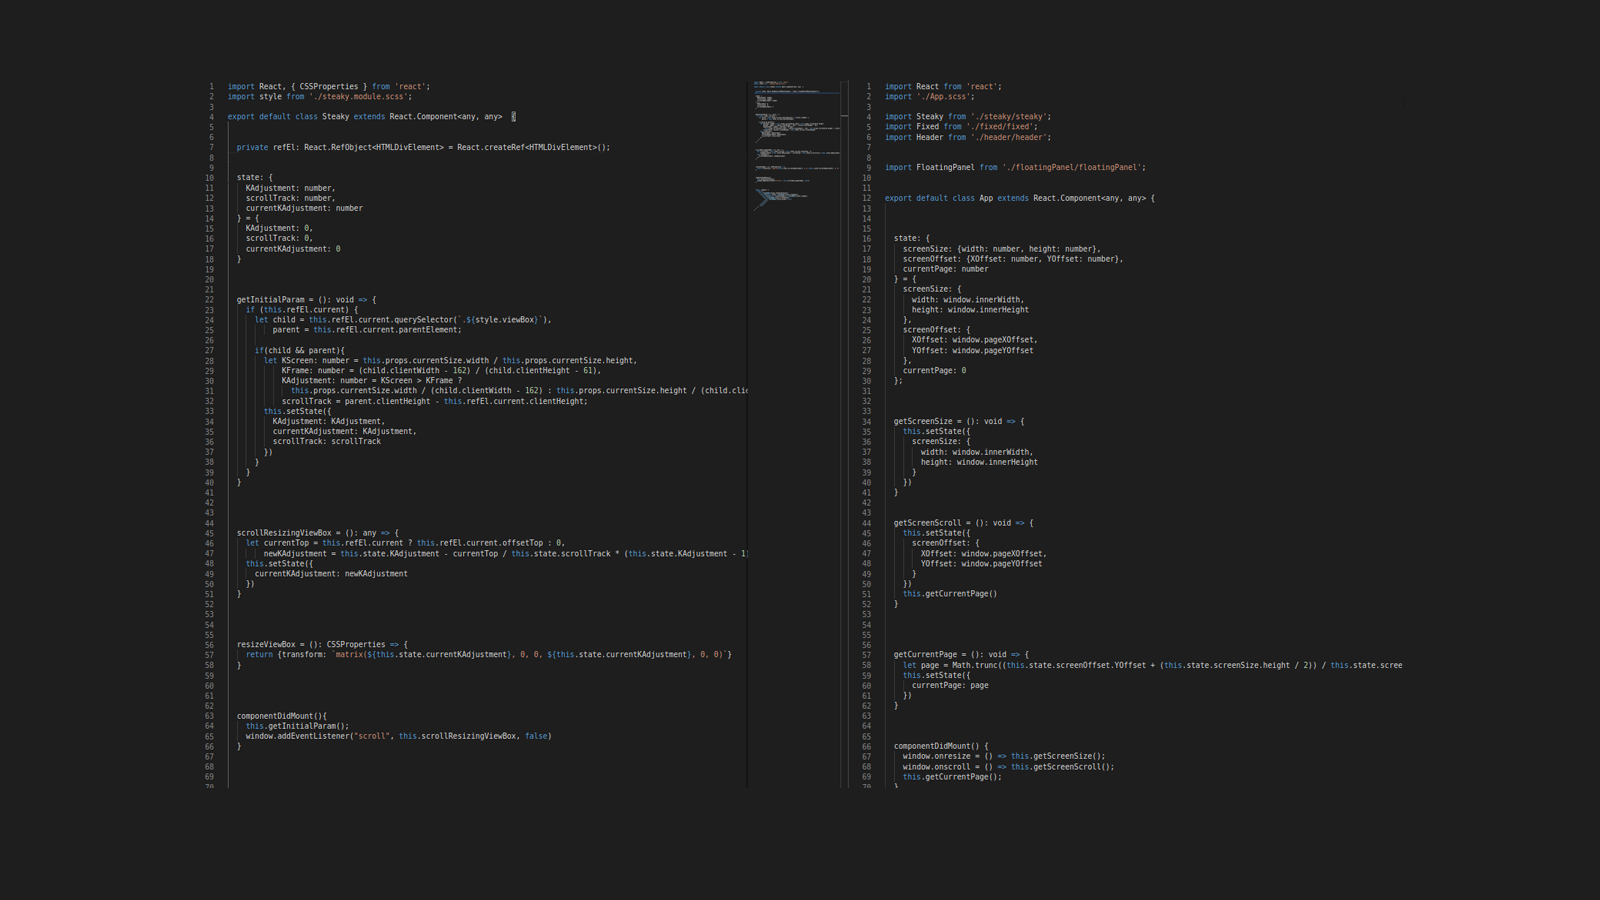 1 import React, { CSSProperties } from 'react';
2 import style from './steaky.module.scss';
3
4 export default class Steaky extends React.Component<any, any> {
5
6
7 private refEl: React.RefObject<HTMLDivElement> = React.createRef<HTMLDivElement>();
8
9
10 state: {
11 KAdjustment: number,
12 scrollTrack: number,
13 currentKAdjustment: number
14 } = {
15 KAdjustment: 0,
16 scrollTrack: 0,
17 currentKAdjustment: 0
18 }
19
20
21
22 getInitialParam = (): void => {
23 if (this.refEl.current) {
24 let child = this.refEl.current.querySelector(`.${style.viewBox}`),
25 parent = this.refEl.current.parentElement;
26
27 if(child && parent){
28 let KScreen: number = this.props.currentSize.width / this.props.currentSize.height,
29 KFrame: number = (child.clientWidth - 162) / (child.clientHeight - 61),
30 KAdjustment: number = KScreen > KFrame ?
31 this.props.currentSize.width / (child.clientWidth - 162) : this.props.currentSize.height / (child.clie
32 scrollTrack = parent.clientHeight - this.refEl.current.clientHeight;
33 this.setState({
34 KAdjustment: KAdjustment,
35 currentKAdjustment: KAdjustment,
36 scrollTrack: scrollTrack
37 })
38 }
39 }
40 }
41
42
43
44
45 scrollResizingViewBox = (): any => {
46 let currentTop = this.refEl.current ? this.refEl.current.offsetTop : 0,
47 newKAdjustment = this.state.KAdjustment - currentTop / this.state.scrollTrack * (this.state.KAdjustment - 1)
48 this.setState({
49 currentKAdjustment: newKAdjustment
50 })
51 }
52
53
54
55
56 resizeViewBox = (): CSSProperties => {
57 return {transform: `matrix(${this.state.currentKAdjustment}, 0, 0, ${this.state.currentKAdjustment}, 0, 0)`}
58 }
59
60
61
62
63 componentDidMount(){
64 this.getInitialParam();
65 window.addEventListener("scroll", this.scrollResizingViewBox, false)
66 }
67
68
69
70
1 import React from 'react';
2 import './App.scss';
3
4 import Steaky from './steaky/steaky';
5 import Fixed from './fixed/fixed';
6 import Header from './header/header';
7
8
9 import FloatingPanel from './floatingPanel/floatingPanel';
10
11
12 export default class App extends React.Component<any, any> {
13
14
15
16 state: {
17 screenSize: {width: number, height: number},
18 screenOffset: {XOffset: number, YOffset: number},
19 currentPage: number
20 } = {
21 screenSize: {
22 width: window.innerWidth,
23 height: window.innerHeight
24 },
25 screenOffset: {
26 XOffset: window.pageXOffset,
27 YOffset: window.pageYOffset
28 },
29 currentPage: 0
30 };
31
32
33
34 getScreenSize = (): void => {
35 this.setState({
36 screenSize: {
37 width: window.innerWidth,
38 height: window.innerHeight
39 }
40 })
41 }
42
43
44 getScreenScroll = (): void => {
45 this.setState({
46 screenOffset: {
47 XOffset: window.pageXOffset,
48 YOffset: window.pageYOffset
49 }
50 })
51 this.getCurrentPage()
52 }
53
54
55
56
57 getCurrentPage = (): void => {
58 let page = Math.trunc((this.state.screenOffset.YOffset + (this.state.screenSize.height / 2)) / this.state.scree
59 this.setState({
60 currentPage: page
61 })
62 }
63
64
65
66 componentDidMount() {
67 window.onresize = () => this.getScreenSize();
68 window.onscroll = () => this.getScreenScroll();
69 this.getCurrentPage();
70 }